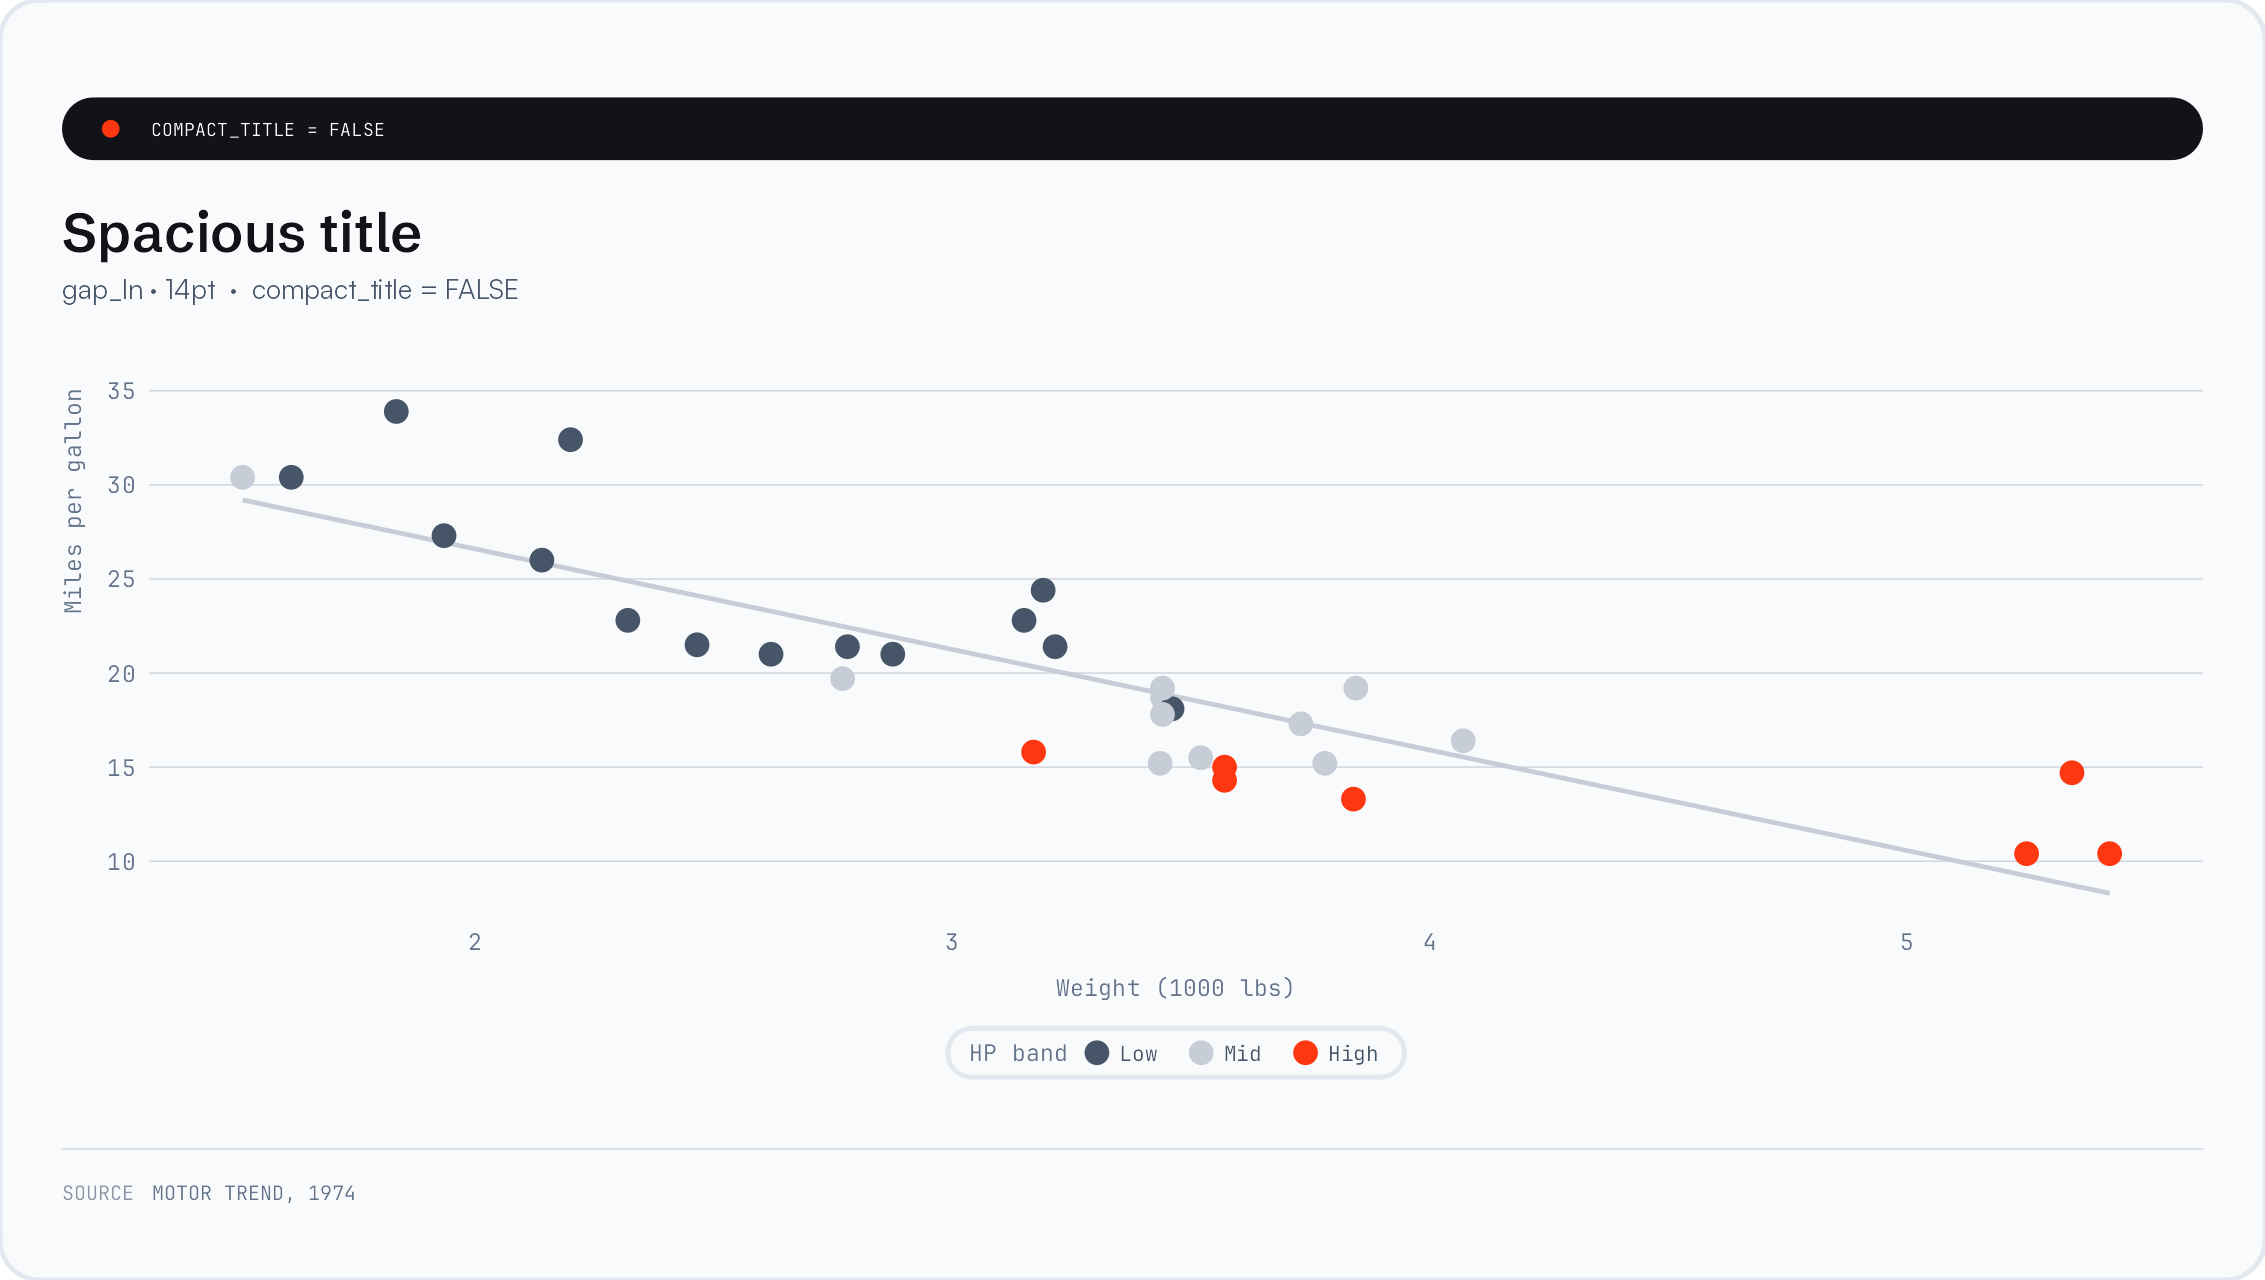 COMPACT_TITLE = FALSE
Spacious title
gap_ln · 14pt  ·  compact_title = FALSE
Miles per gallon
35
30
25
20
15
10
2
3
4
5
Weight (1000 lbs)
HP band Low Mid High
SOURCE MOTOR TREND, 1974